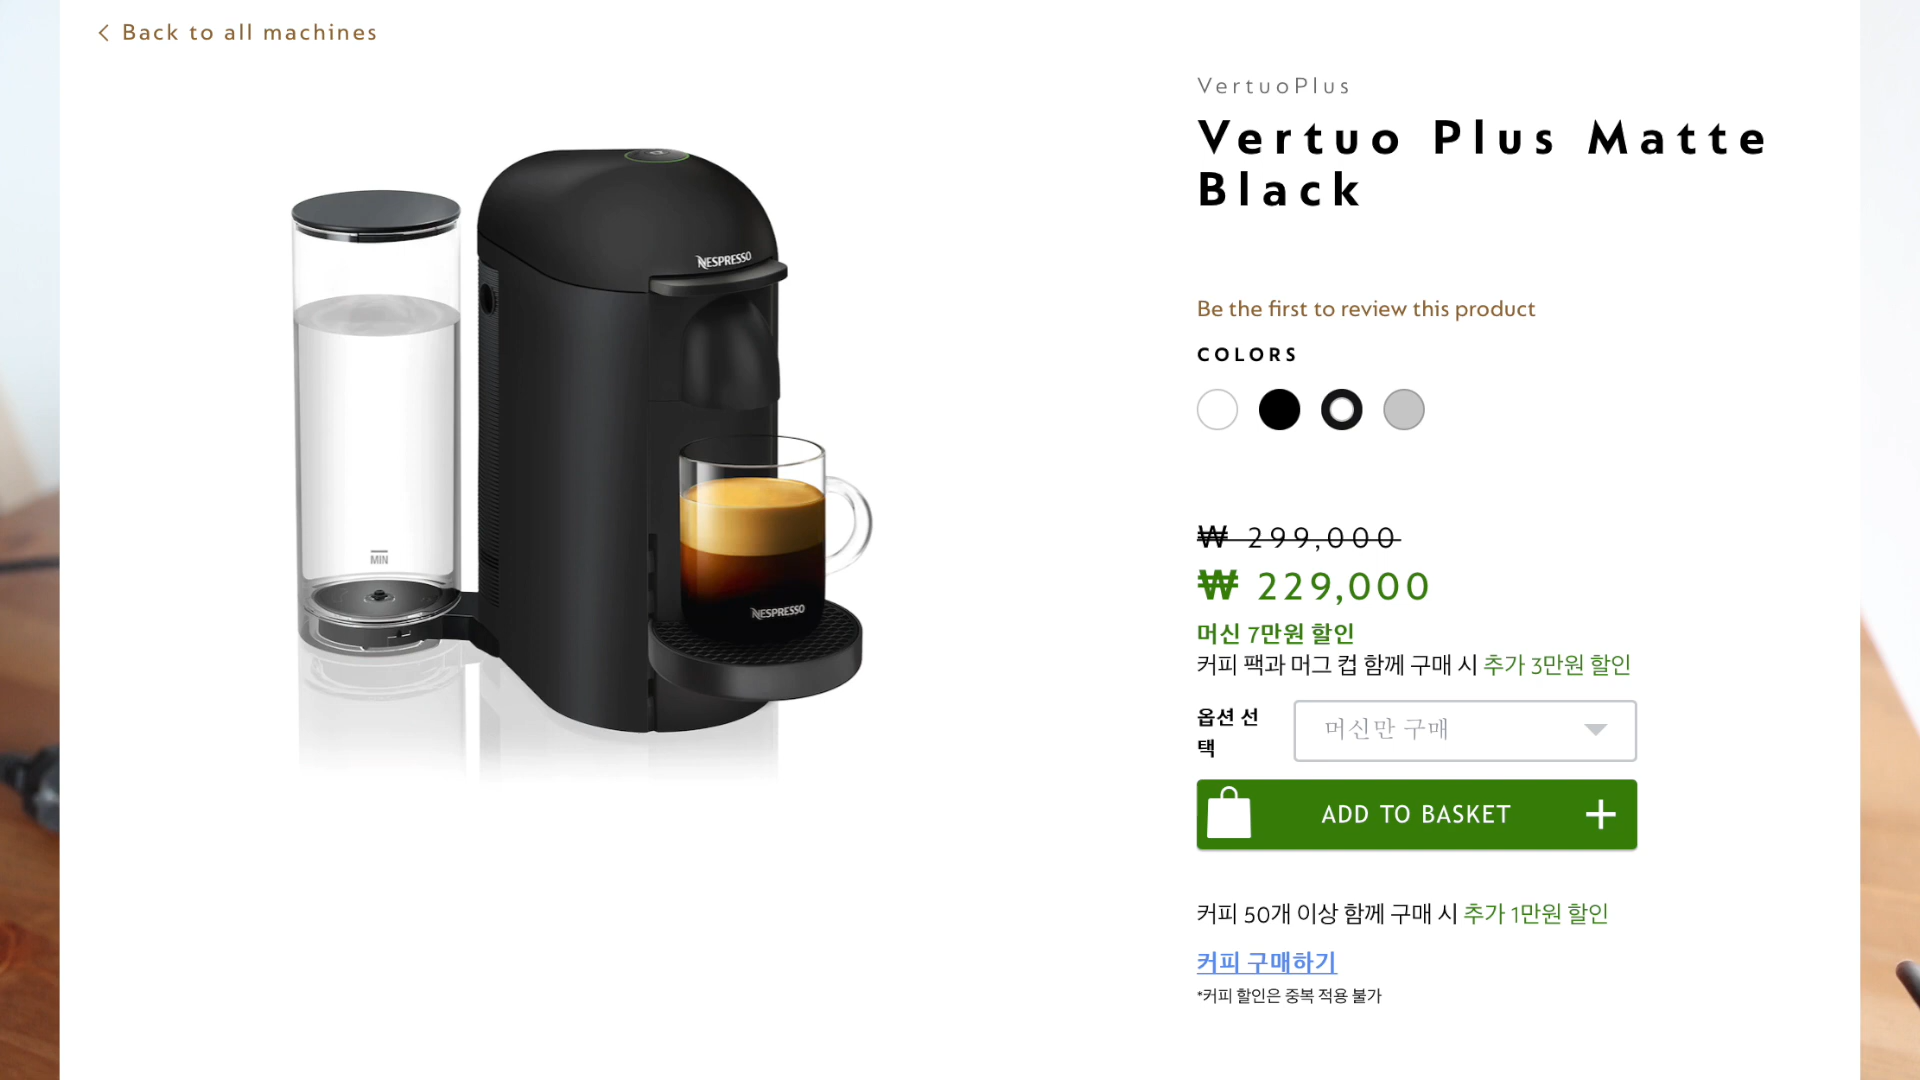 Back to all machines
VertuoPlus
Vertuo Plus Matte
Black
NESPRESSO
Be the first to review this product
COLORS
₩ 299,000
₩ 229,000
머신 7만원 할인
커피 팩과 머그 컵 함께 구매 시 추가 3만원 할인
MIN
NESPRESSO
옵션 선
택
머신만 구매
ADD TO BASKET
커피 50개 이상 함께 구매 시 추가 1만원 할인
커피 구매하기
*커피 할인은 중복 적용 불가